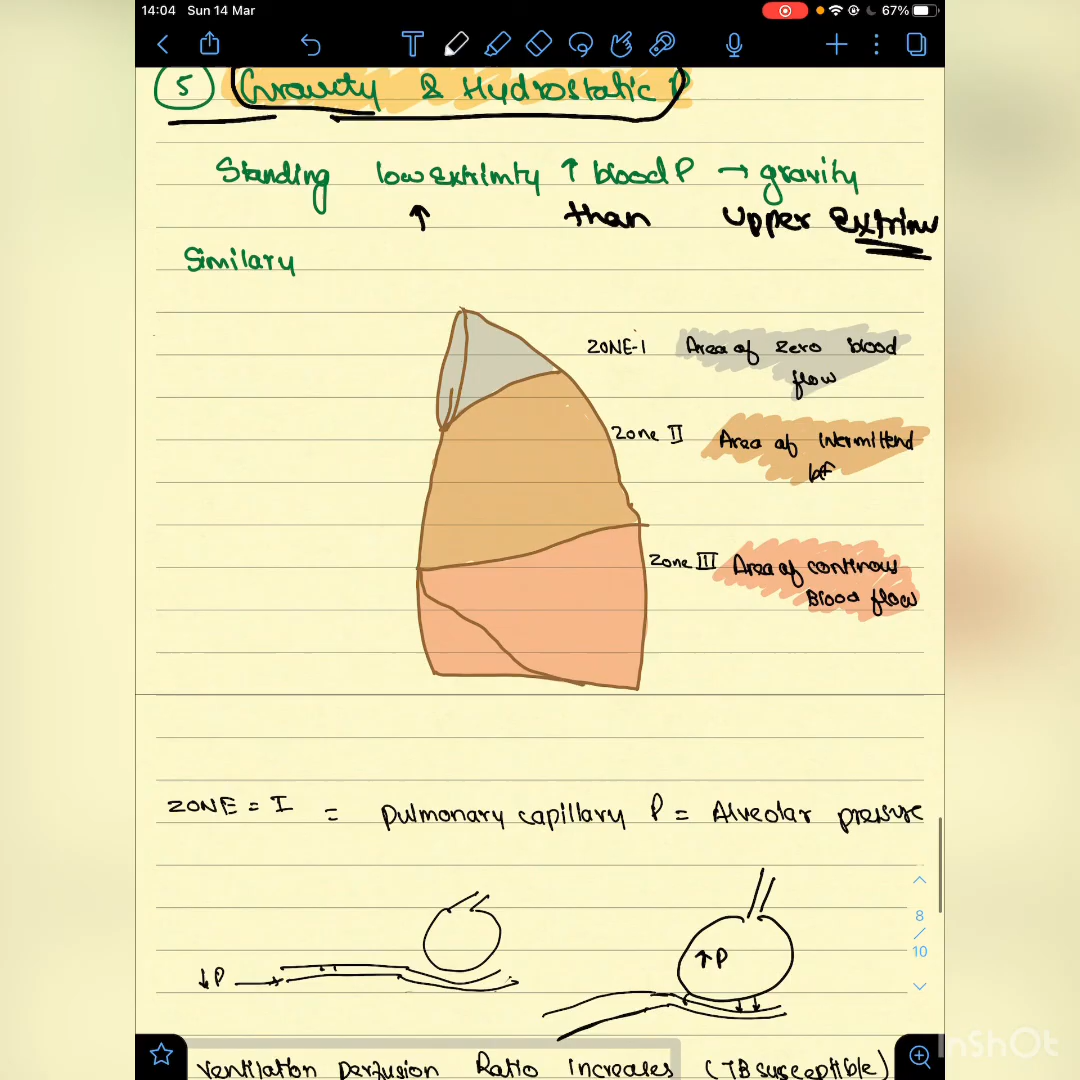 14:04 Sun 14 Mar 67%
5 Gravity & Hydrostatic P
Standing low extrimty ↑ blood P → gravity
↑ than upper extrim
Similary
ZONE-I Area of Zero blood
flow
Zone II Area of intermittend
bf
Zone III Area of continous
Blood flow
ZONE = I = Pulmonary capillary P = Alveolar pressure
↓P
↑P
8
/
10
Ventilation Perfusion Ratio increases (TB susceptible)
InShOt